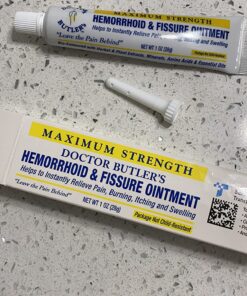 BUTLER'S
MAXIMUM STRENGTH
HEMORRHOID & FISSURE OINTMENT
Helps to Instantly Relieve Pain, Burning, Itching and Swelling
"Leave the Pain Behind"
NET WT 1 OZ (28g)
MAXIMUM STRENGTH
DOCTOR BUTLER'S
HEMORRHOID & FISSURE OINTMENT
Helps to Instantly Relieve Pain, Burning, Itching and Swelling
"Leave the Pain Behind"
NET WT 1 OZ (28g)
Package Not Child-Resistant